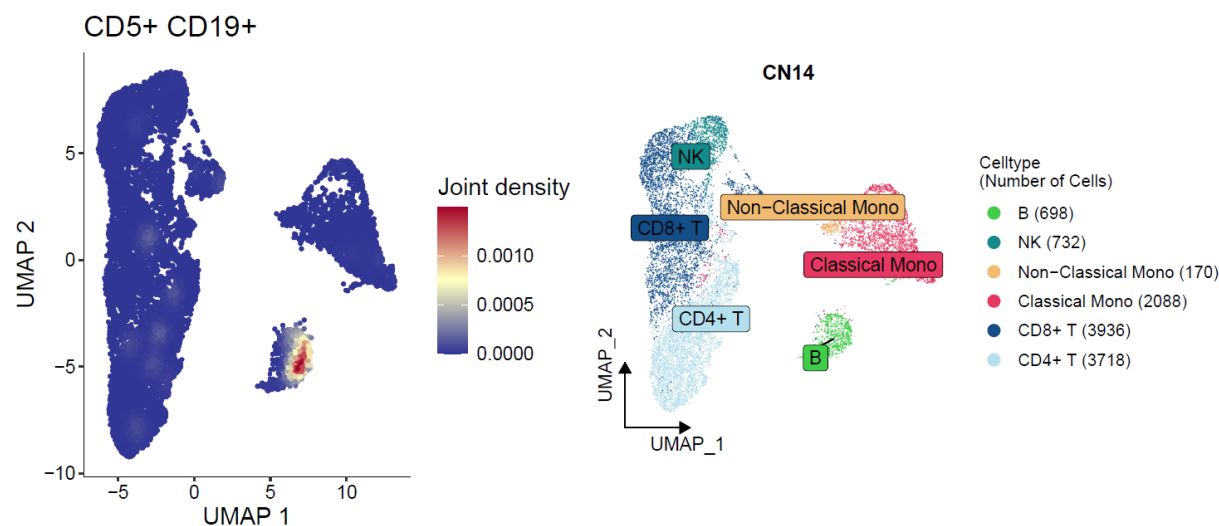 CD5+ CD19+
5
0
−5
−10
UMAP 2
−5
0
5
10
UMAP 1
Joint density
0.0010
0.0005
0.0000
CN14
NK
Non−Classical Mono
CD8+ T
Classical Mono
CD4+ T
B
UMAP_2
UMAP_1
Celltype
(Number of Cells)
B (698)
NK (732)
Non−Classical Mono (170)
Classical Mono (2088)
CD8+ T (3936)
CD4+ T (3718)